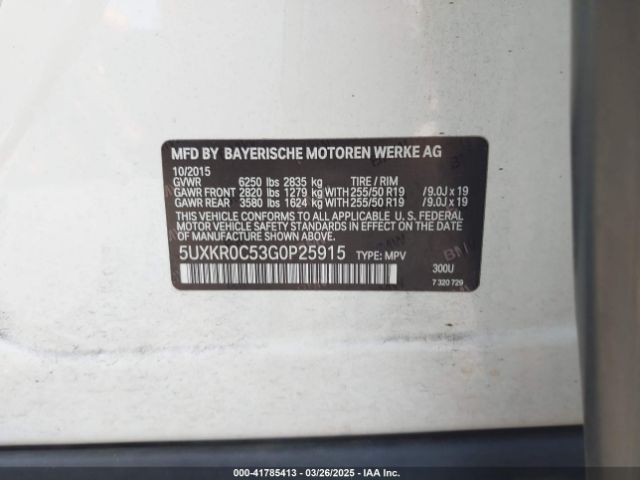 MFD BY BAYERISCHE MOTOREN WERKE AG
10/2015
GVWR 6250 lbs 2835 kg TIRE / RIM
GAWR FRONT 2820 lbs 1279 kg WITH 255/50 R19 / 9.0J x 19
GAWR REAR 3580 lbs 1624 kg WITH 255/50 R19 / 9.0J x 19
THIS VEHICLE CONFORMS TO ALL APPLICABLE U. S. FEDERAL
MOTOR VEHICLE SAFETY STANDARDS IN EFFECT ON THE DATE
OF MANUFACTURE SHOWN ABOVE.
5UXKR0C53G0P25915 TYPE: MPV
300U
7 320 729
000-41785413 - 03/26/2025 - IAA Inc.